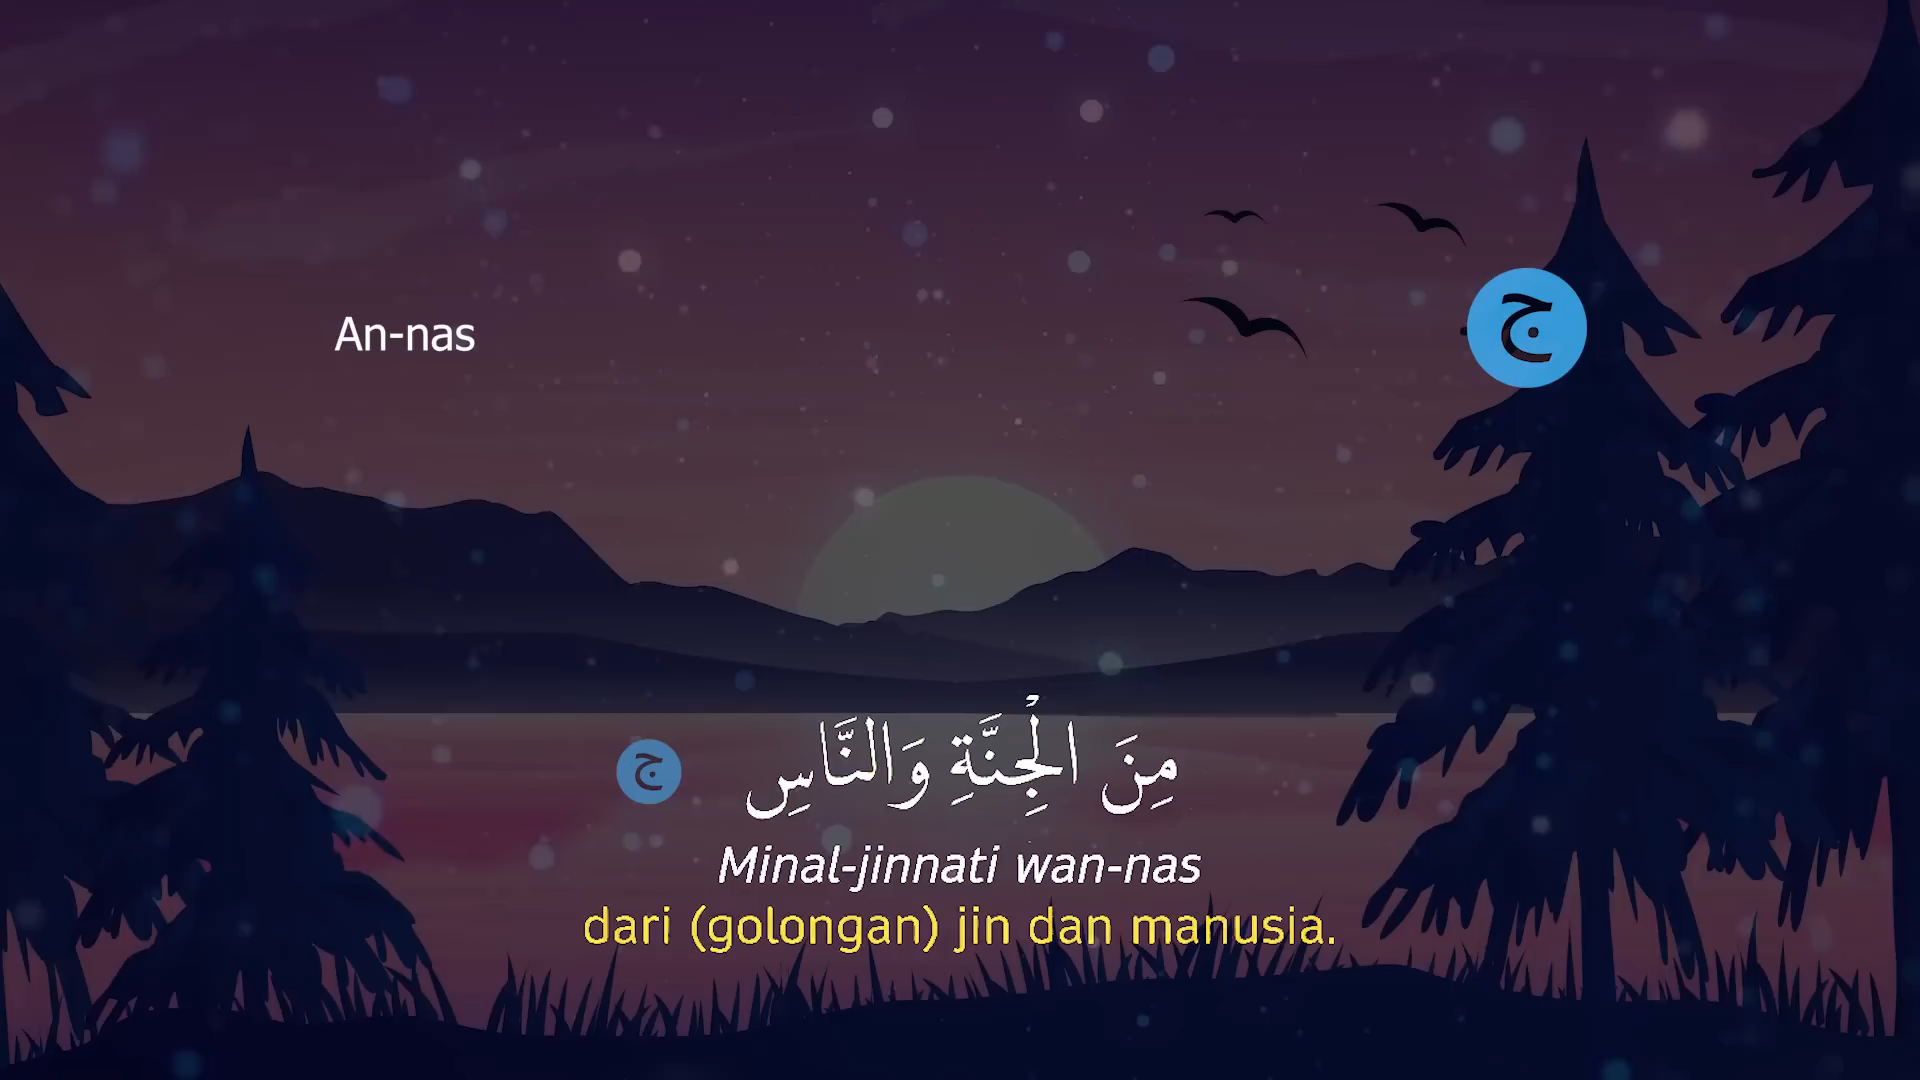 An-nas
ج
ج
مِنَ الْجِنَّةِ وَالنَّاسِ
Minal-jinnati wan-nas
dari (golongan) jin dan manusia.